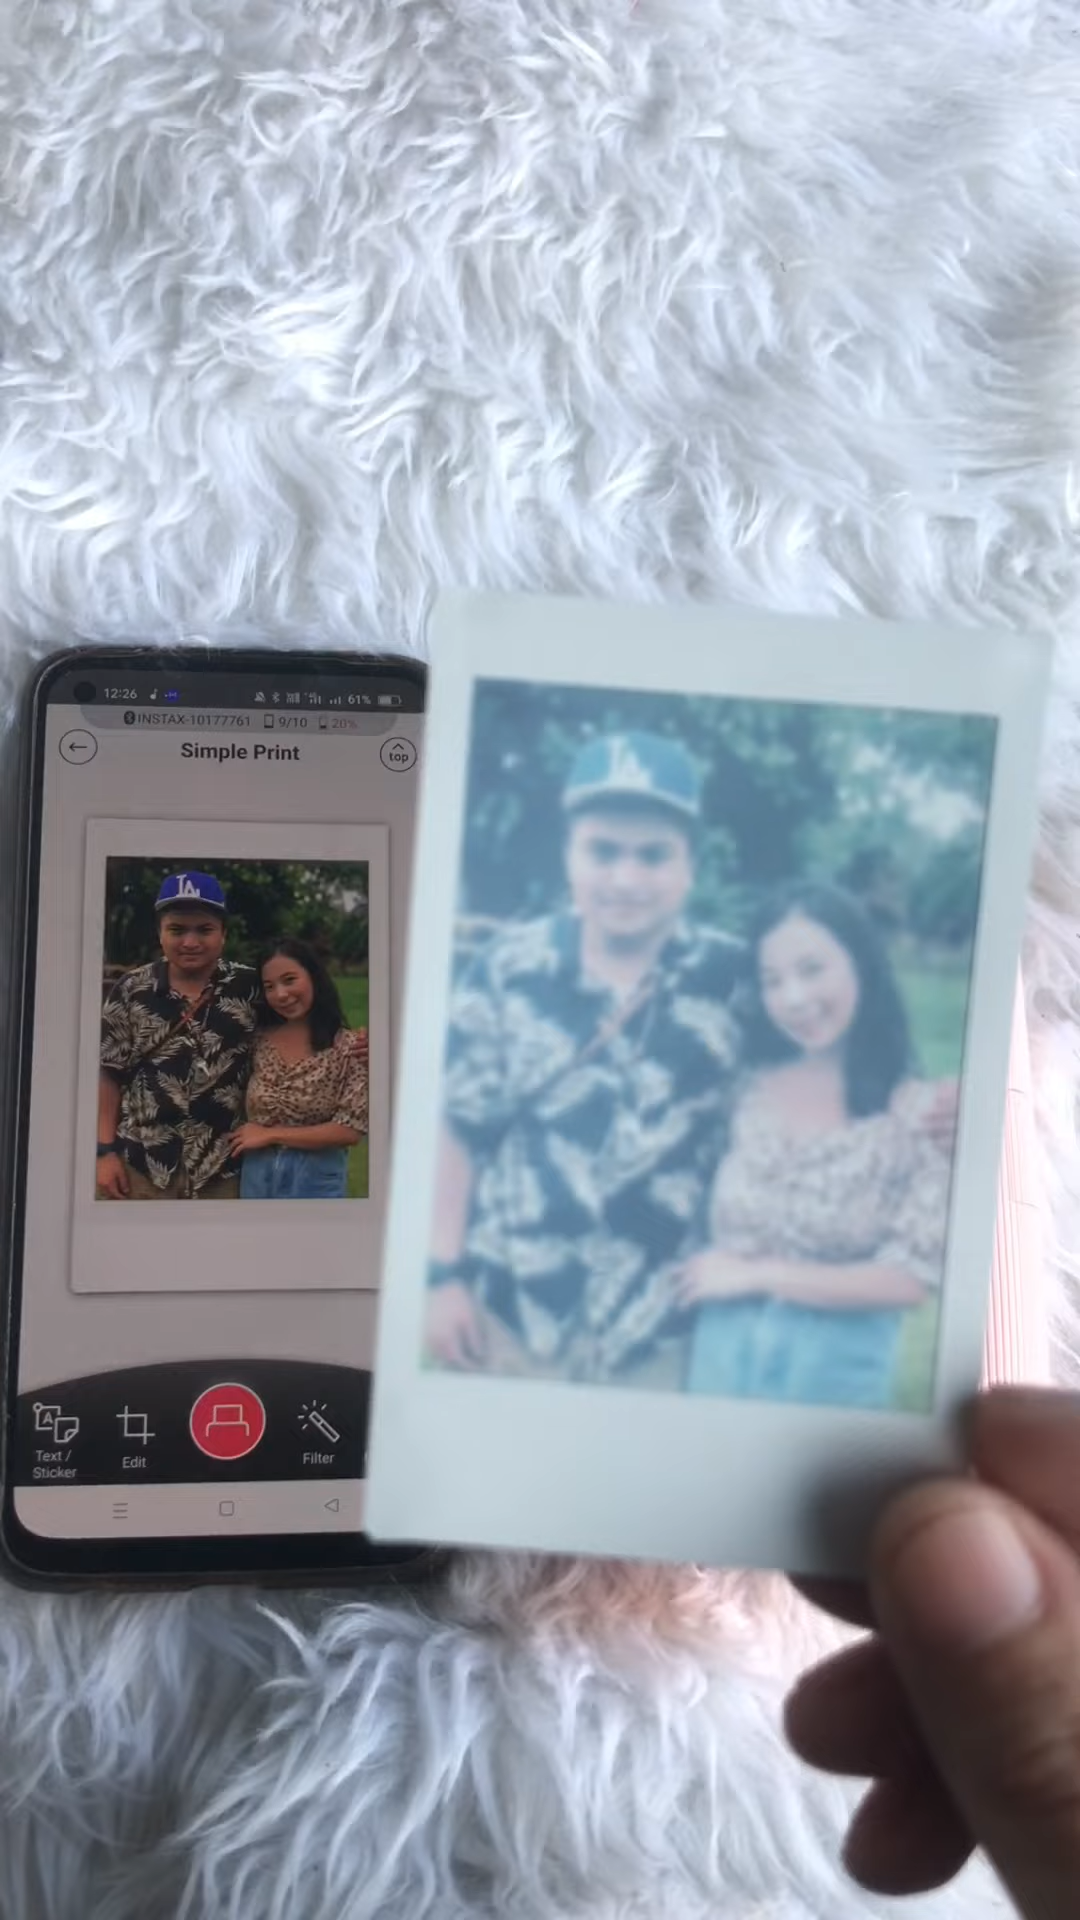 12:26 61%
INSTAX-10177761 9/10 20%
Simple Print
top
LA
LA
A
Text /
Sticker
Edit
Filter